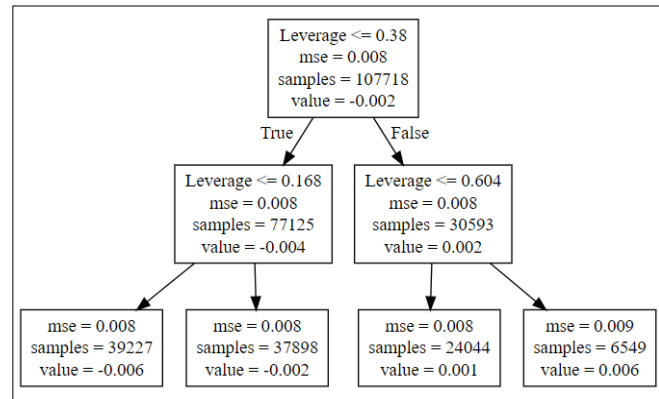 Leverage <= 0.38
mse = 0.008
samples = 107718
value = -0.002
True
False
Leverage <= 0.168
mse = 0.008
samples = 77125
value = -0.004
Leverage <= 0.604
mse = 0.008
samples = 30593
value = 0.002
mse = 0.008
samples = 39227
value = -0.006
mse = 0.008
samples = 37898
value = -0.002
mse = 0.008
samples = 24044
value = 0.001
mse = 0.009
samples = 6549
value = 0.006